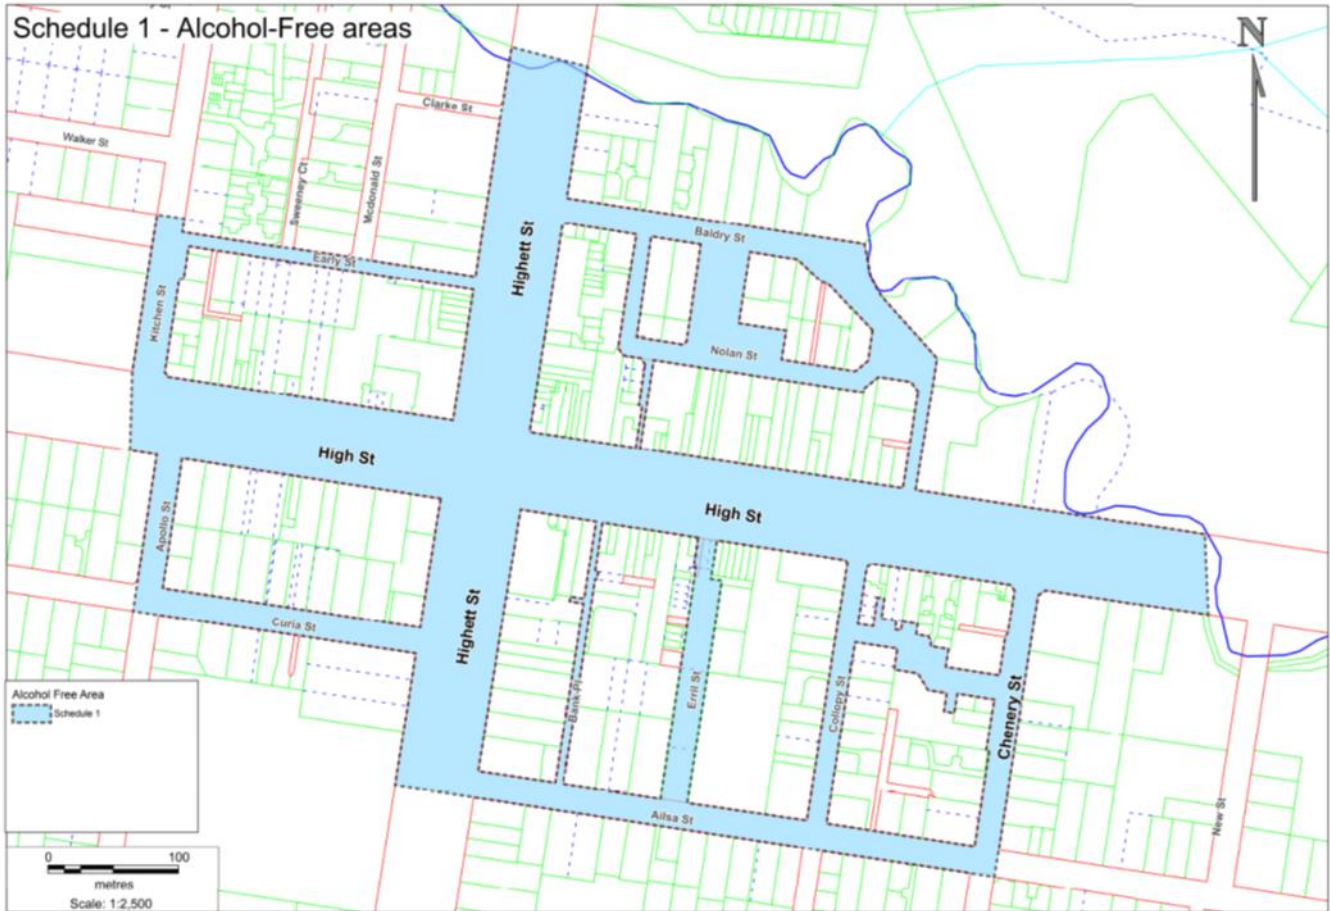 Schedule 1 - Alcohol-Free areas
N
Clarke St
Walker St
Sweeney Ct
Mcdonald St
Highett St
Baldry St
Early St
Kitchen St
Nolan St
High St
High St
Apollo St
Curia St
Highett St
Bank Pl
Erril St
Collopy St
Chenery St
New St
Ailsa St
Alcohol Free Area
Schedule 1
0 100
metres
Scale: 1:2,500